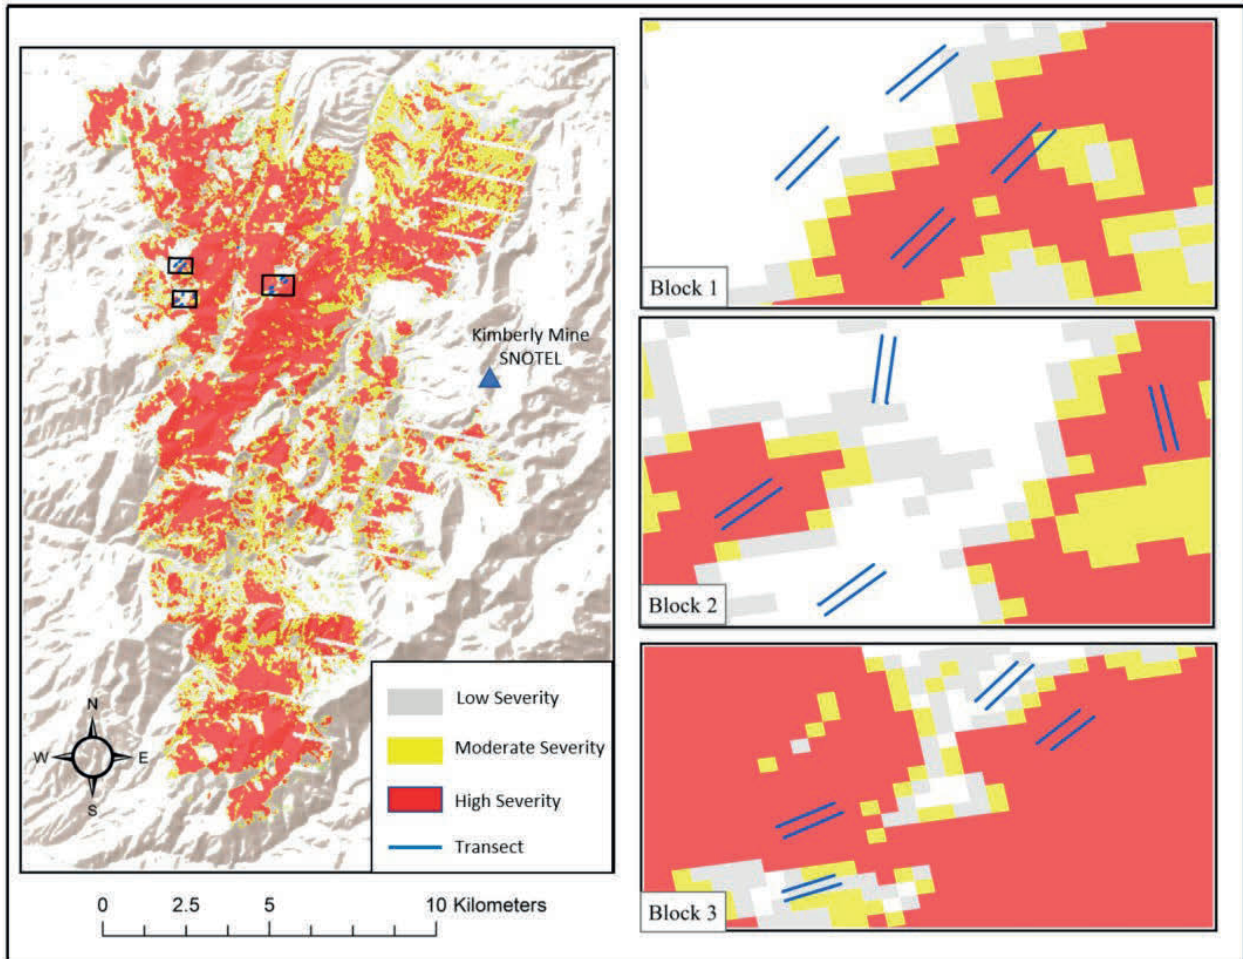 Kimberly Mine
SNOTEL
Low Severity
Moderate Severity
High Severity
Transect
N
W
E
S
0
2.5
5
10 Kilometers
Block 1
Block 2
Block 3